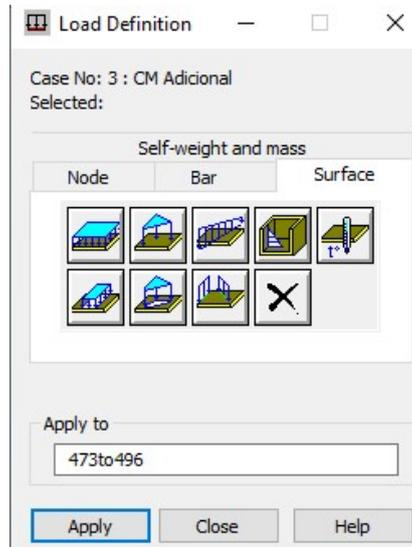 Load Definition
Case No: 3 : CM Adicional
Selected:
Self-weight and mass
Node Bar Surface
t°
Apply to
473to496
Apply Close Help